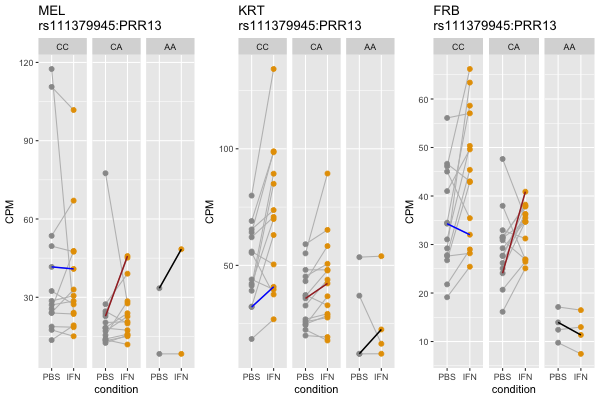 MEL
rs111379945:PRR13
CC CA AA
CPM
120
90
60
30
PBS IFN PBS IFN PBS IFN
condition
KRT
rs111379945:PRR13
CC CA AA
CPM
100
50
PBS IFN PBS IFN PBS IFN
condition
FRB
rs111379945:PRR13
CC CA AA
CPM
60
50
40
30
20
10
PBS IFN PBS IFN PBS IFN
condition